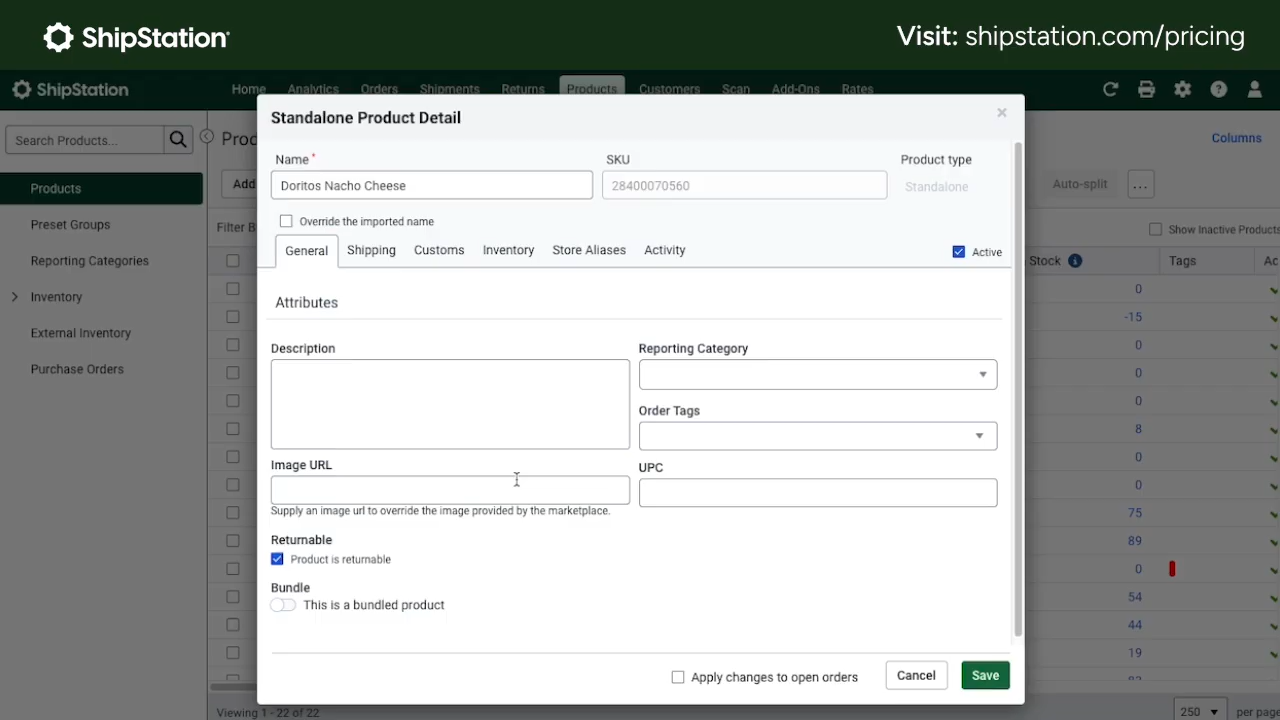 ShipStation
Visit: shipstation.com/pricing
ShipStation
Home Analytics Orders Shipments Returns Products Customers Scan Add-Ons Rates
Standalone Product Detail ×
Search Products...
Columns
Name * SKU Product type
Doritos Nacho Cheese 28400070560 Standalone
Add Auto-split ...
Products
Override the imported name
Preset Groups
Filter Show Inactive Products
General Shipping Customs Inventory Store Aliases Activity Active
Reporting Categories
Stock Tags
Inventory
0
Attributes
-15
External Inventory
0
Description Reporting Category
Purchase Orders
0
0
Order Tags
8
0
Image URL UPC
0
Supply an image url to override the image provided by the marketplace.
75
Returnable
89
Product is returnable
0
Bundle
54
This is a bundled product
44
19
Apply changes to open orders Cancel Save
Viewing 1 - 22 of 22
250 per page